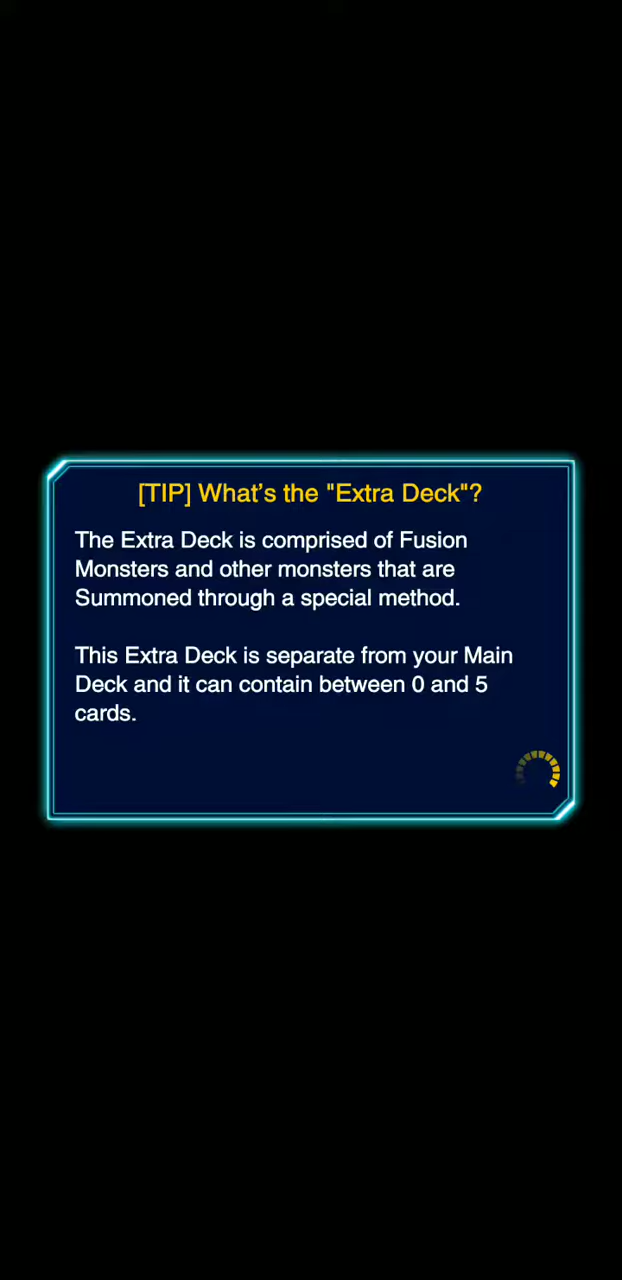 [TIP] What’s the "Extra Deck"?
The Extra Deck is comprised of Fusion
Monsters and other monsters that are
Summoned through a special method.
This Extra Deck is separate from your Main
Deck and it can contain between 0 and 5
cards.